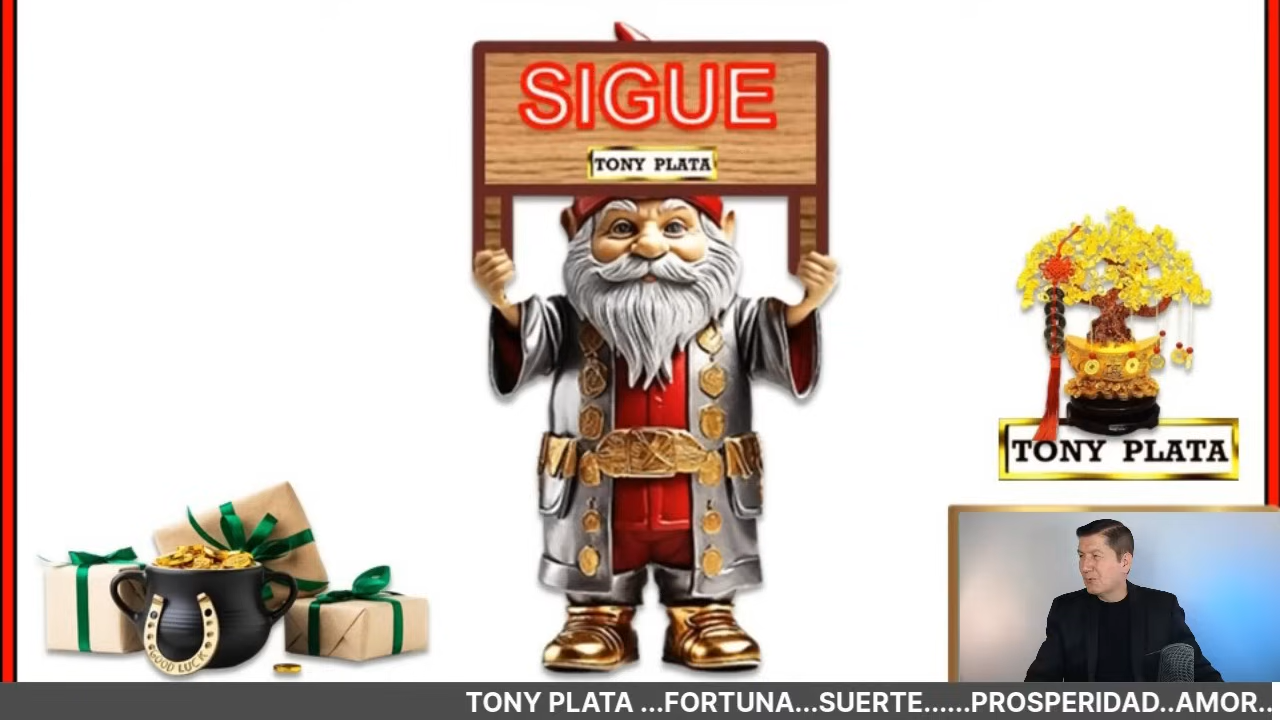 SIGUE
TONY PLATA
TONY PLATA
GOOD LUCK
TONY PLATA ...FORTUNA...SUERTE......PROSPERIDAD..AMOR..